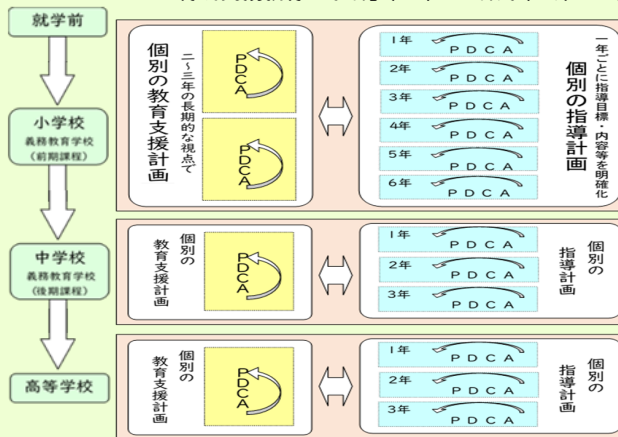 就学前
小学校
義務教育学校
(前期課程)
中学校
義務教育学校
(後期課程)
高等学校
個別の教育支援計画
二~三年の長期的な視点で
PDCA
PDCA
1年
PDCA
2年
PDCA
3年
PDCA
4年
PDCA
5年
PDCA
6年
PDCA
一年ごとに指導目標・内容等を明確化
個別の指導計画
個別の
教育支援計画
PDCA
1年
PDCA
2年
PDCA
3年
PDCA
個別の
指導計画
個別の
教育支援計画
PDCA
1年
PDCA
2年
PDCA
3年
PDCA
個別の
指導計画